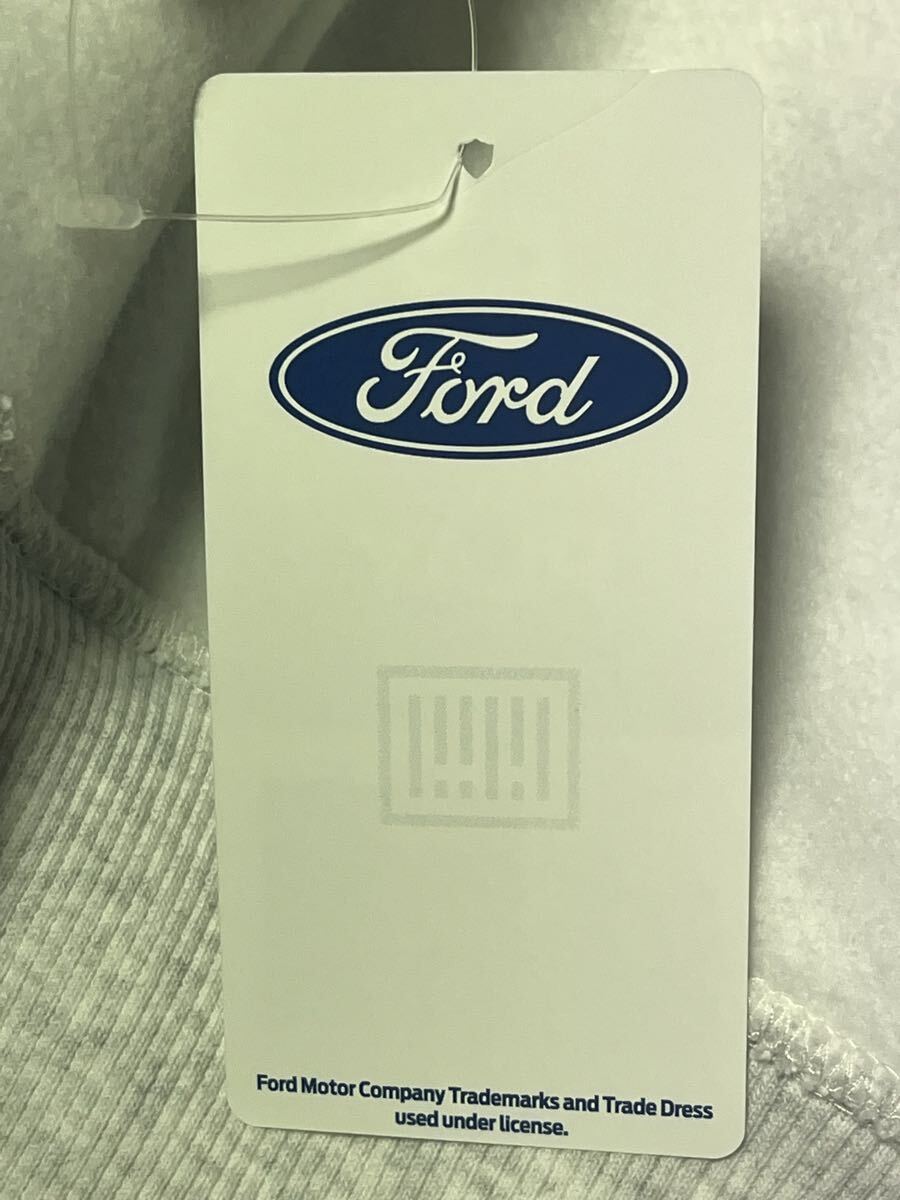 Ford
Ford Motor Company Trademarks and Trade Dress
used under license.